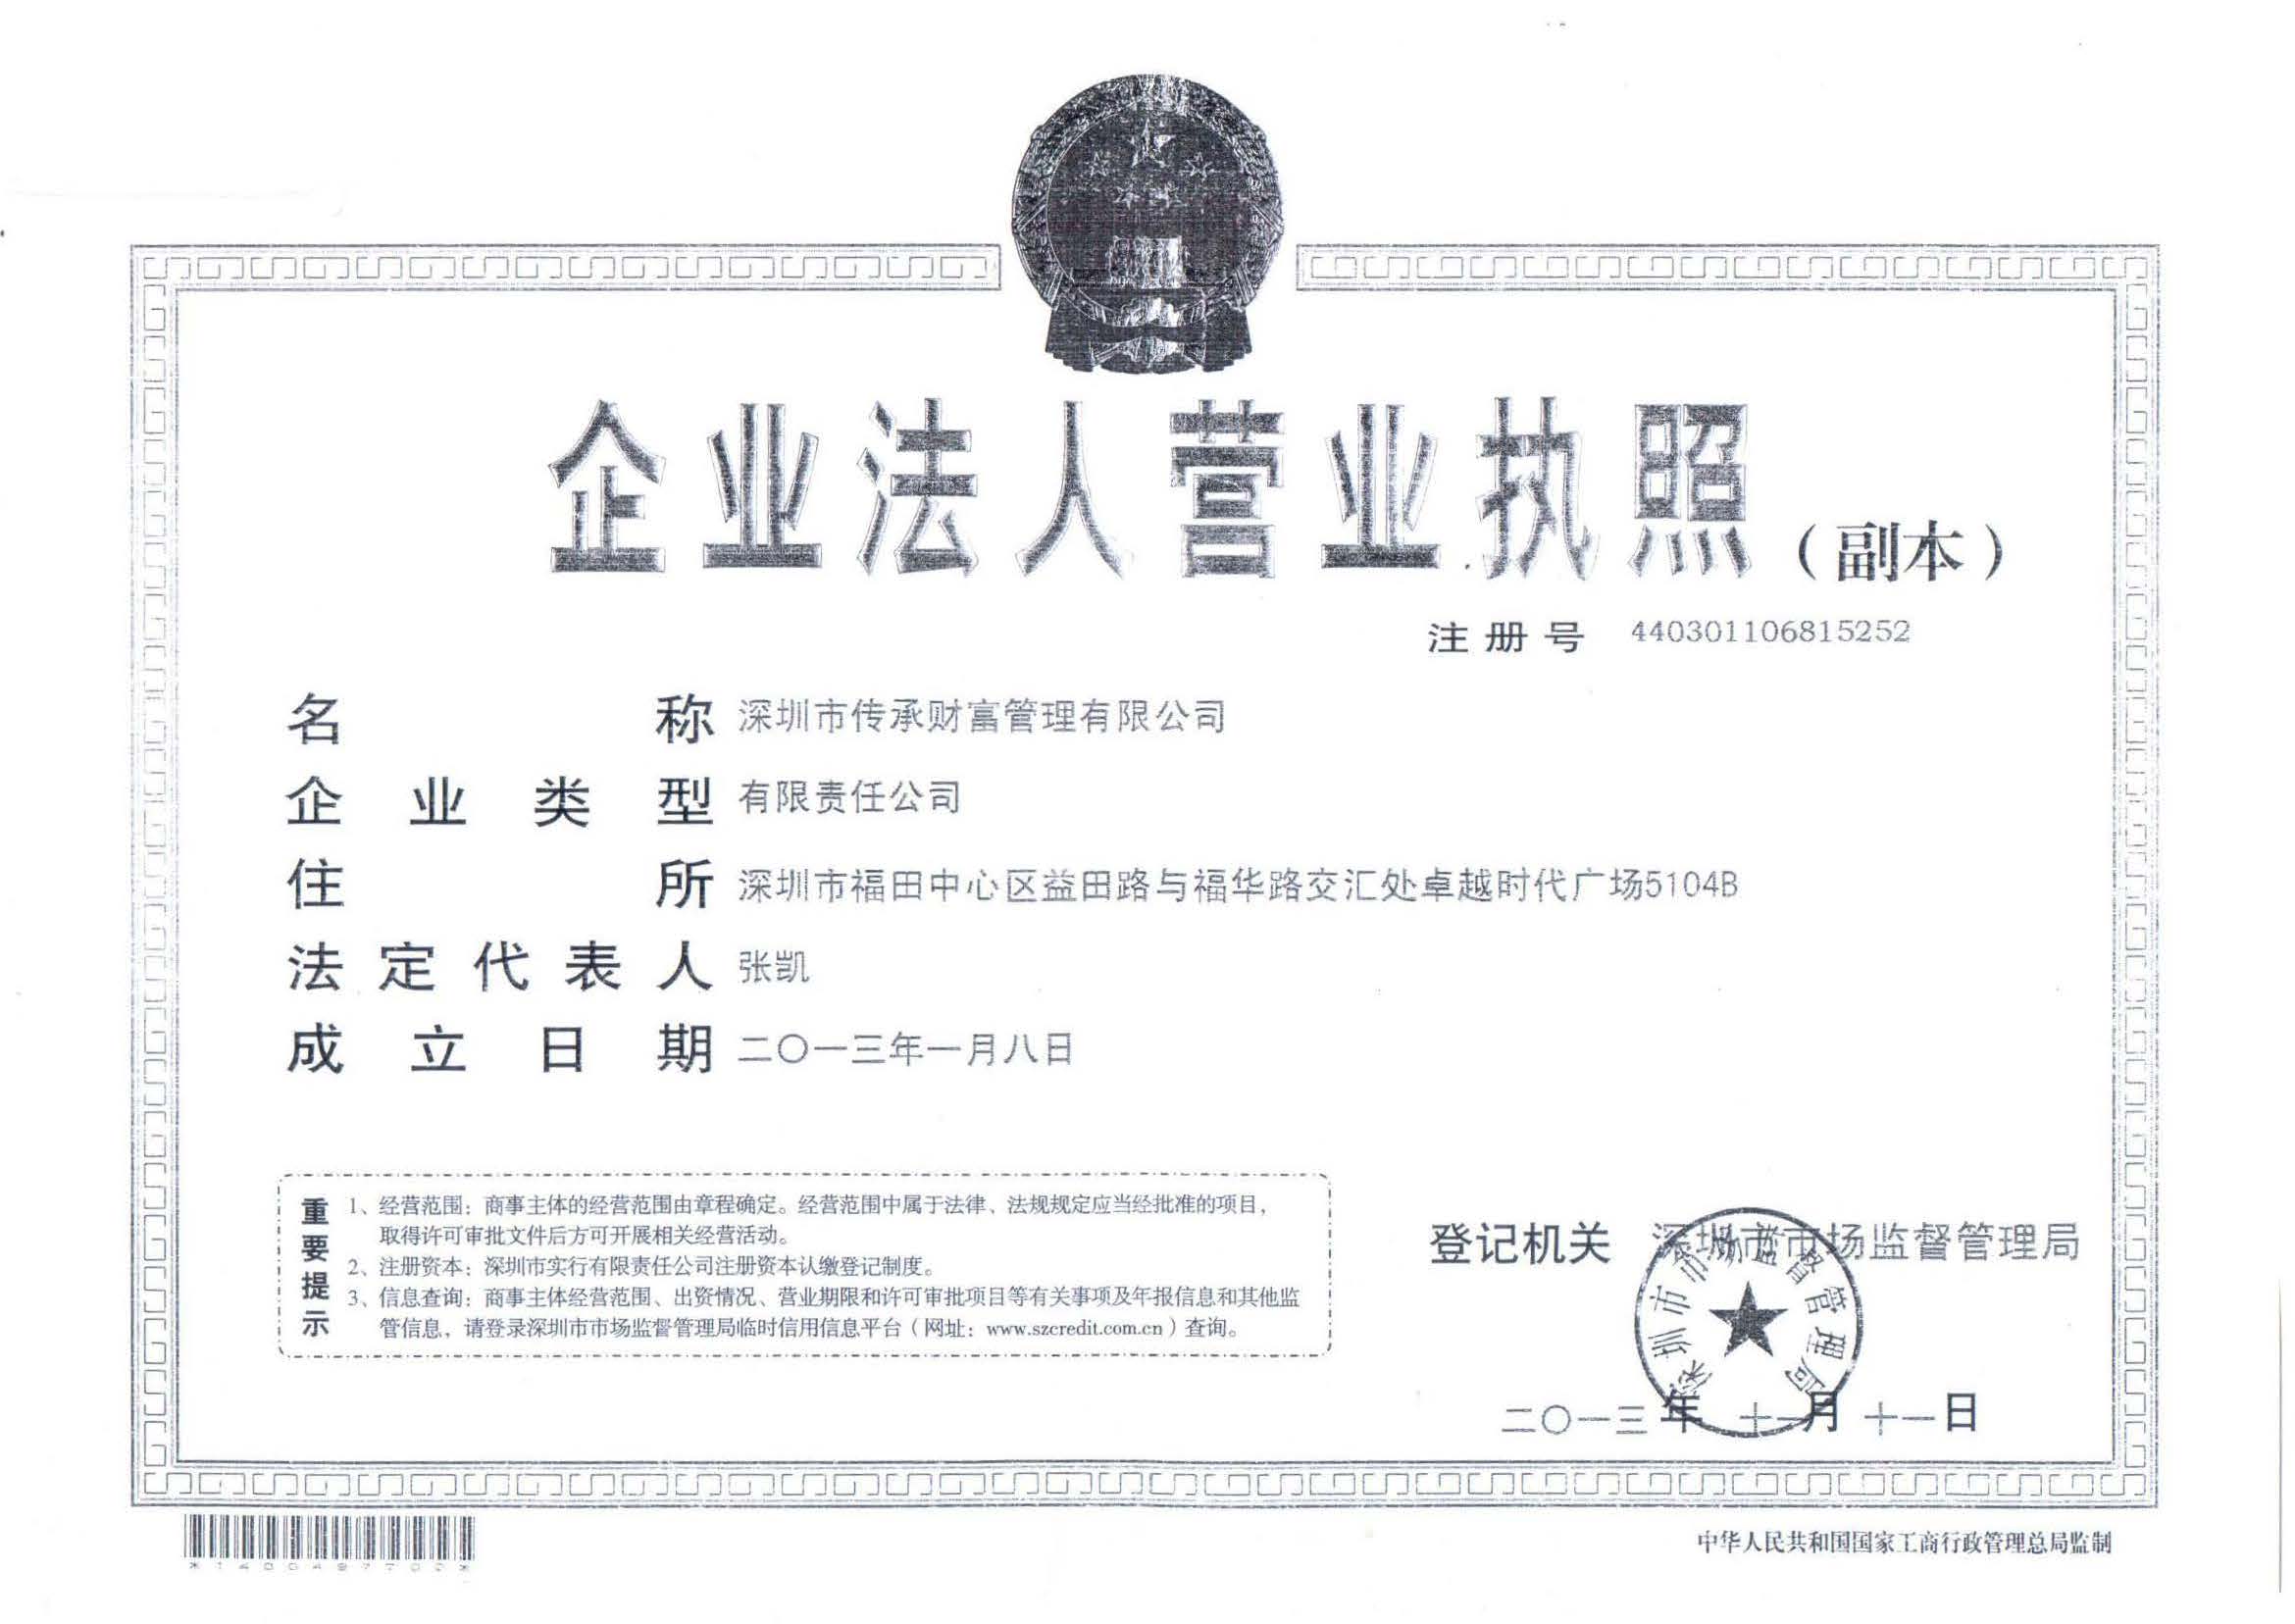 企业法人营业执照（副本）
注册号 440301106815252
名称 深圳市传承财富管理有限公司
企业类型 有限责任公司
住所 深圳市福田中心区益田路与福华路交汇处卓越时代广场5104B
法定代表人 张凯
成立日期 二〇一三年一月八日
重要提示
1、经营范围：商事主体的经营范围由章程确定。经营范围中属于法律、法规规定应当经批准的项目，
取得许可审批文件后方可开展相关经营活动。
2、注册资本：深圳市实行有限责任公司注册资本认缴登记制度。
3、信息查询：商事主体经营范围、出资情况、营业期限和许可审批项目等有关事项及年报信息和其他监
管信息，请登录深圳市市场监督管理局临时信用信息平台（网址：www.szcredit.com.cn）查询。
登记机关 深圳市市场监督管理局
深圳市市场监督管理局
二〇一三年十一月十一日
中华人民共和国国家工商行政管理总局监制